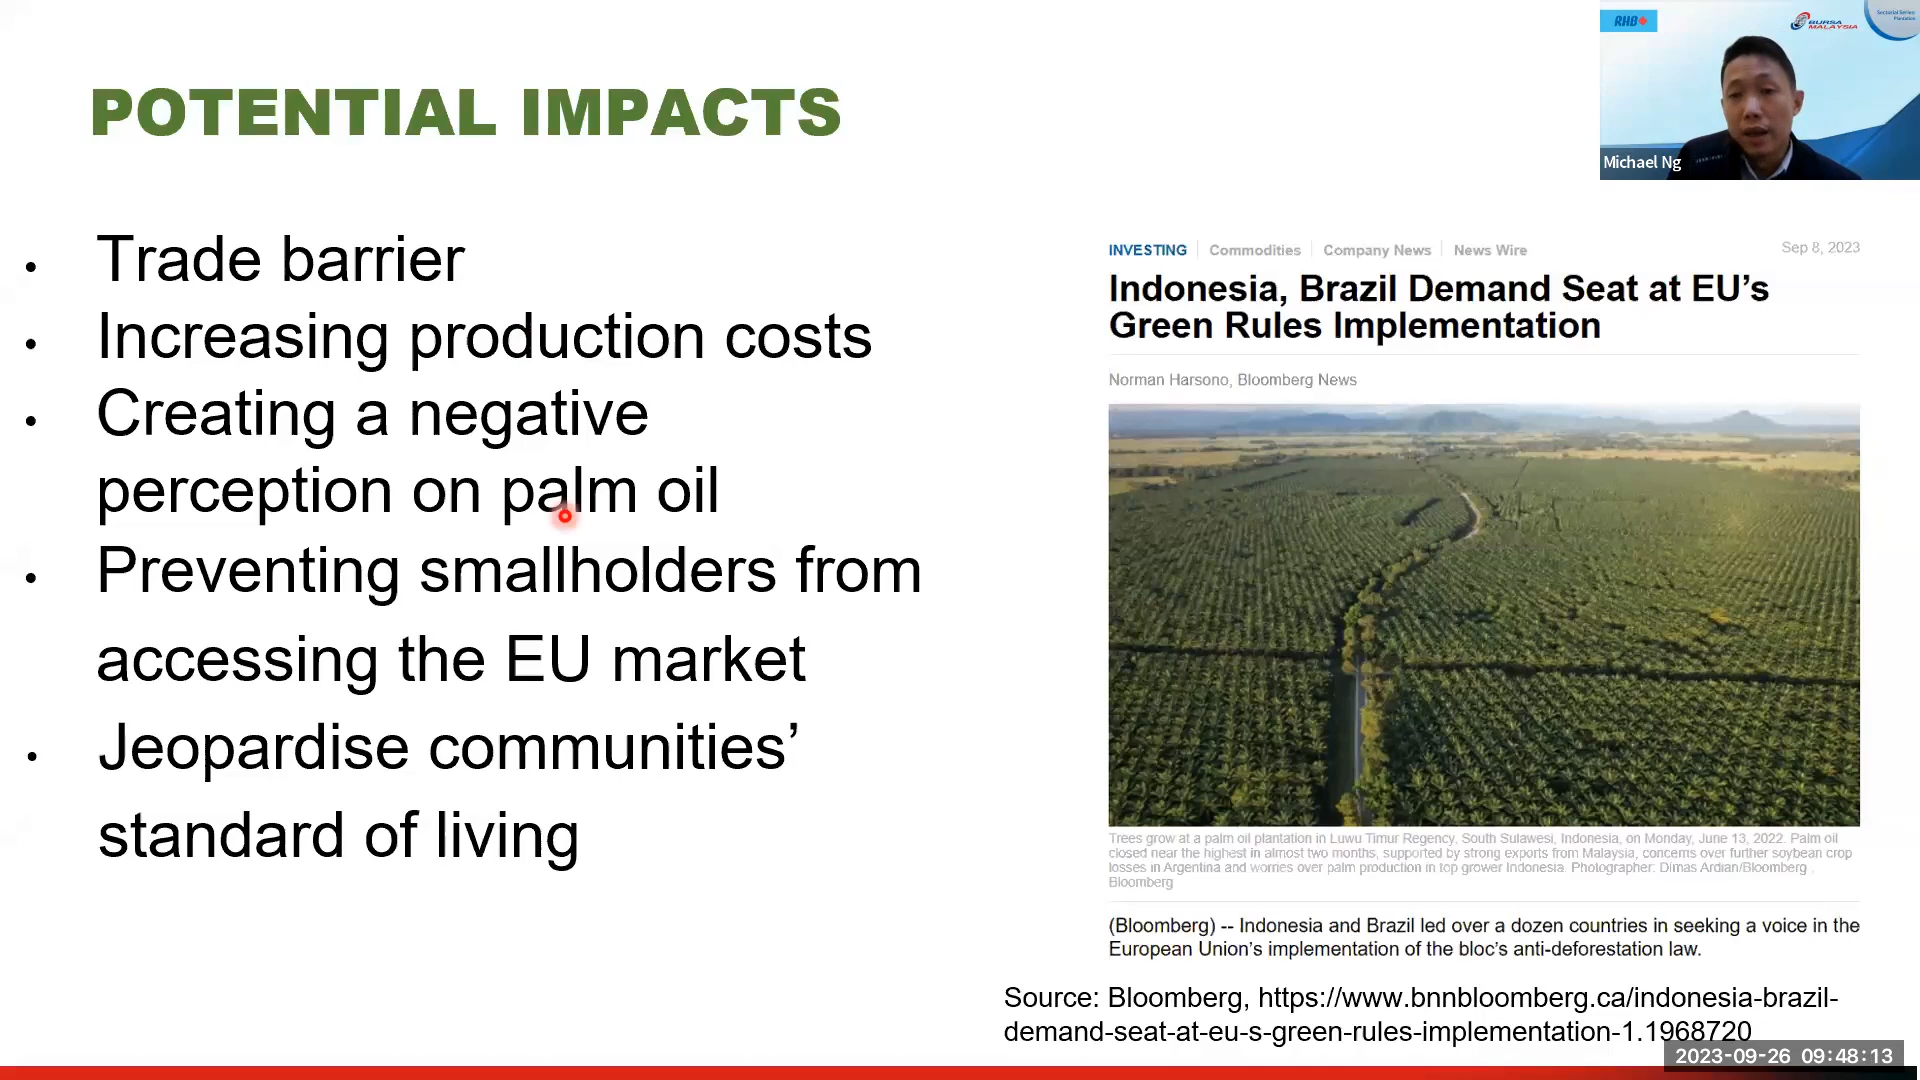 POTENTIAL IMPACTS
• Trade barrier
• Increasing production costs
• Creating a negative
perception on palm oil
• Preventing smallholders from
accessing the EU market
• Jeopardise communities’
standard of living
RHB
BURSA
MALAYSIA
Sectorial Series:
Plantation
Michael Ng
INVESTING Commodities Company News News Wire
Sep 8, 2023
Indonesia, Brazil Demand Seat at EU’s
Green Rules Implementation
Norman Harsono, Bloomberg News
Trees grow at a palm oil plantation in Luwu Timur Regency, South Sulawesi, Indonesia, on Monday, June 13, 2022. Palm oil
closed near the highest in almost two months, supported by strong exports from Malaysia, concerns over further soybean crop
losses in Argentina and worries over palm production in top grower Indonesia. Photographer: Dimas Ardian/Bloomberg ,
Bloomberg
(Bloomberg) -- Indonesia and Brazil led over a dozen countries in seeking a voice in the
European Union’s implementation of the bloc’s anti-deforestation law.
Source: Bloomberg, https://www.bnnbloomberg.ca/indonesia-brazil-
demand-seat-at-eu-s-green-rules-implementation-1.1968720
2023-09-26 09:48:13